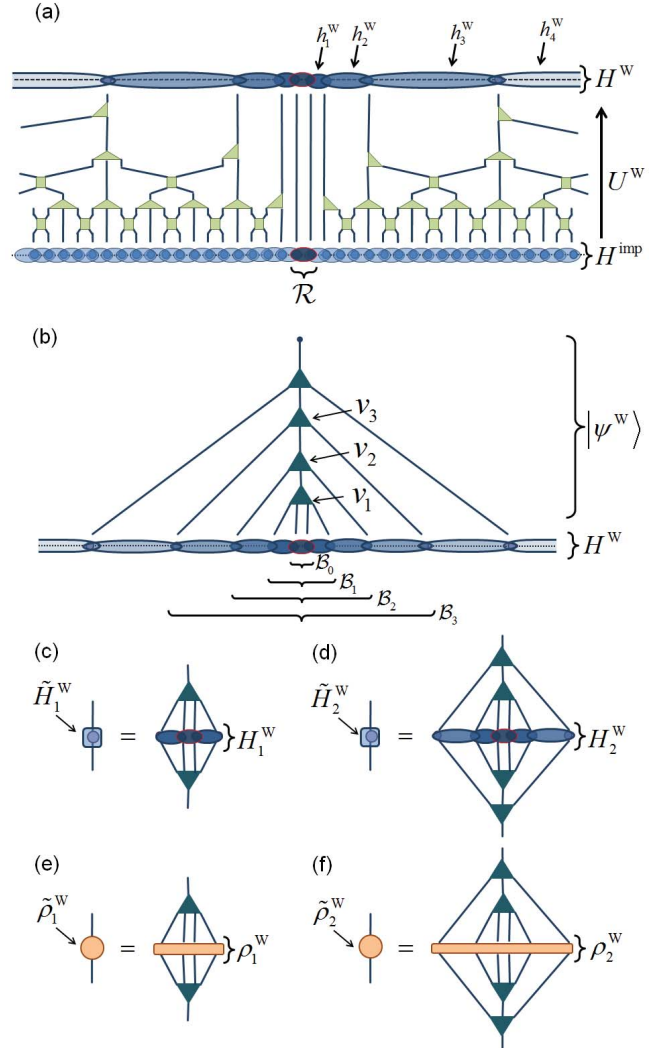 (a)
h₁ᵂ h₂ᵂ h₃ᵂ h₄ᵂ
Hᵂ
Uᵂ
Hⁱᵐᵖ
ℛ
(b)
v₃
v₂
v₁
|ψᵂ⟩
Hᵂ
ℬ₀
ℬ₁
ℬ₂
ℬ₃
(c)
H̃₁ᵂ = H₁ᵂ
(d)
H̃₂ᵂ = H₂ᵂ
(e)
ρ̃₁ᵂ = ρ₁ᵂ
(f)
ρ̃₂ᵂ = ρ₂ᵂ